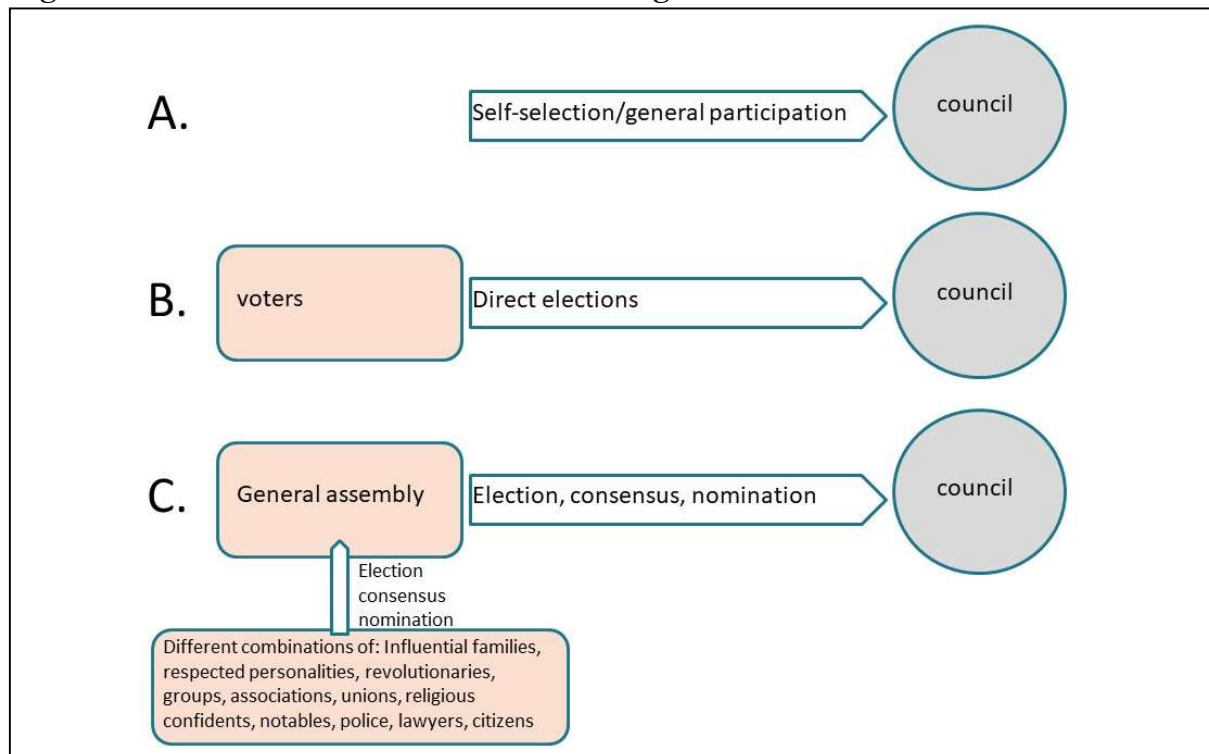 A.
Self-selection/general participation
council
B.
voters
Direct elections
council
C.
General assembly
Election, consensus, nomination
council
Election
consensus
nomination
Different combinations of: Influential families,
respected personalities, revolutionaries,
groups, associations, unions, religious
confidents, notables, police, lawyers, citizens